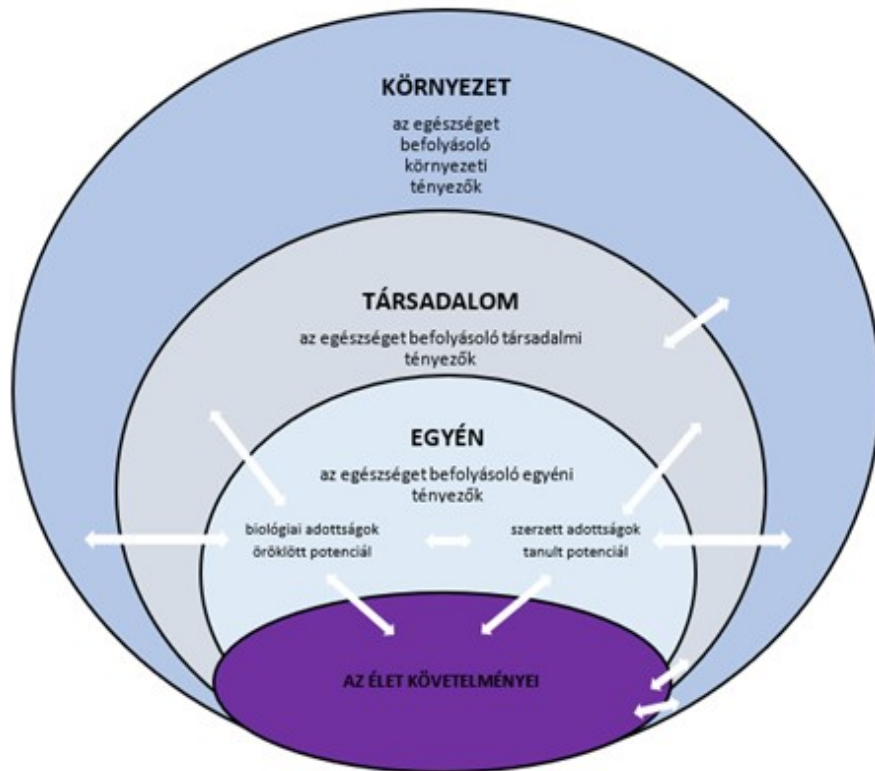 KÖRNYEZET
az egészséget
befolyásoló
környezeti
tényezők
TÁRSADALOM
az egészséget befolyásoló társadalmi
tényezők
EGYÉN
az egészséget befolyásoló egyéni
tényezők
biológiai adottságok
öröklött potenciál
szerzett adottságok
tanult potenciál
AZ ÉLET KÖVETELMÉNYEI